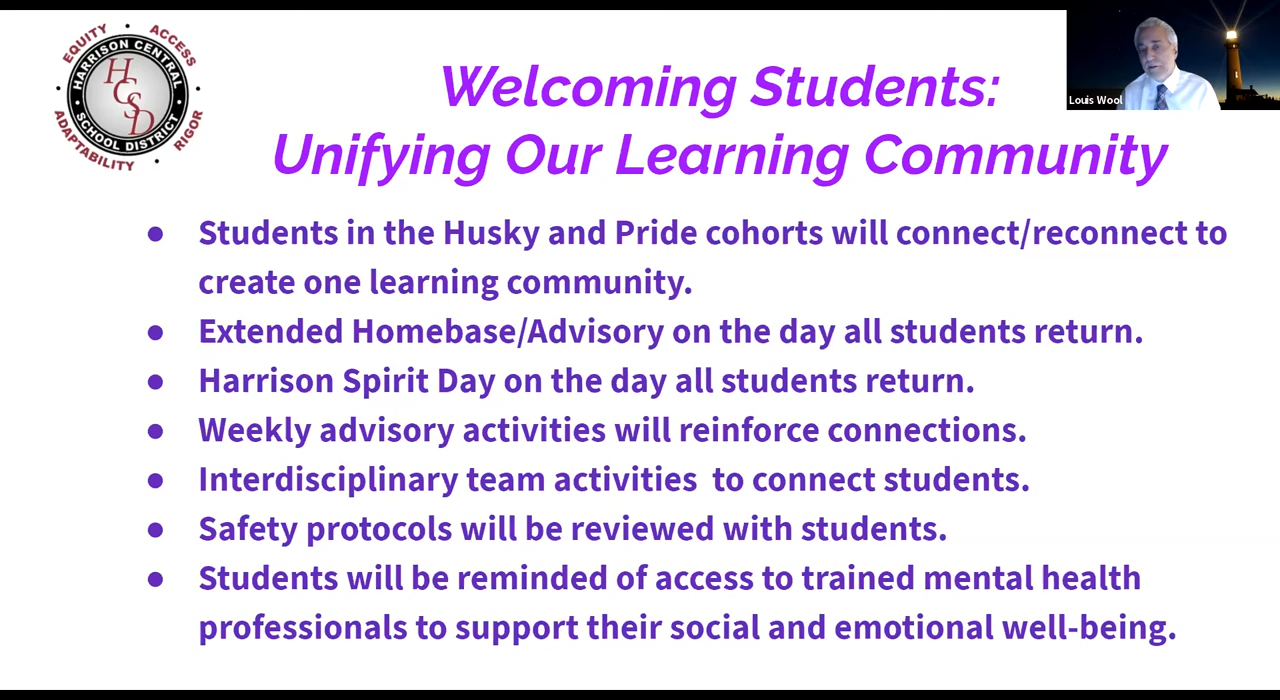 EQUITY • ACCESS
HARRISON CENTRAL
HCSD
SCHOOL DISTRICT
ADAPTABILITY • RIGOR
Louis Wool
Welcoming Students:
Unifying Our Learning Community
● Students in the Husky and Pride cohorts will connect/reconnect to
create one learning community.
● Extended Homebase/Advisory on the day all students return.
● Harrison Spirit Day on the day all students return.
● Weekly advisory activities will reinforce connections.
● Interdisciplinary team activities  to connect students.
● Safety protocols will be reviewed with students.
● Students will be reminded of access to trained mental health
professionals to support their social and emotional well-being.